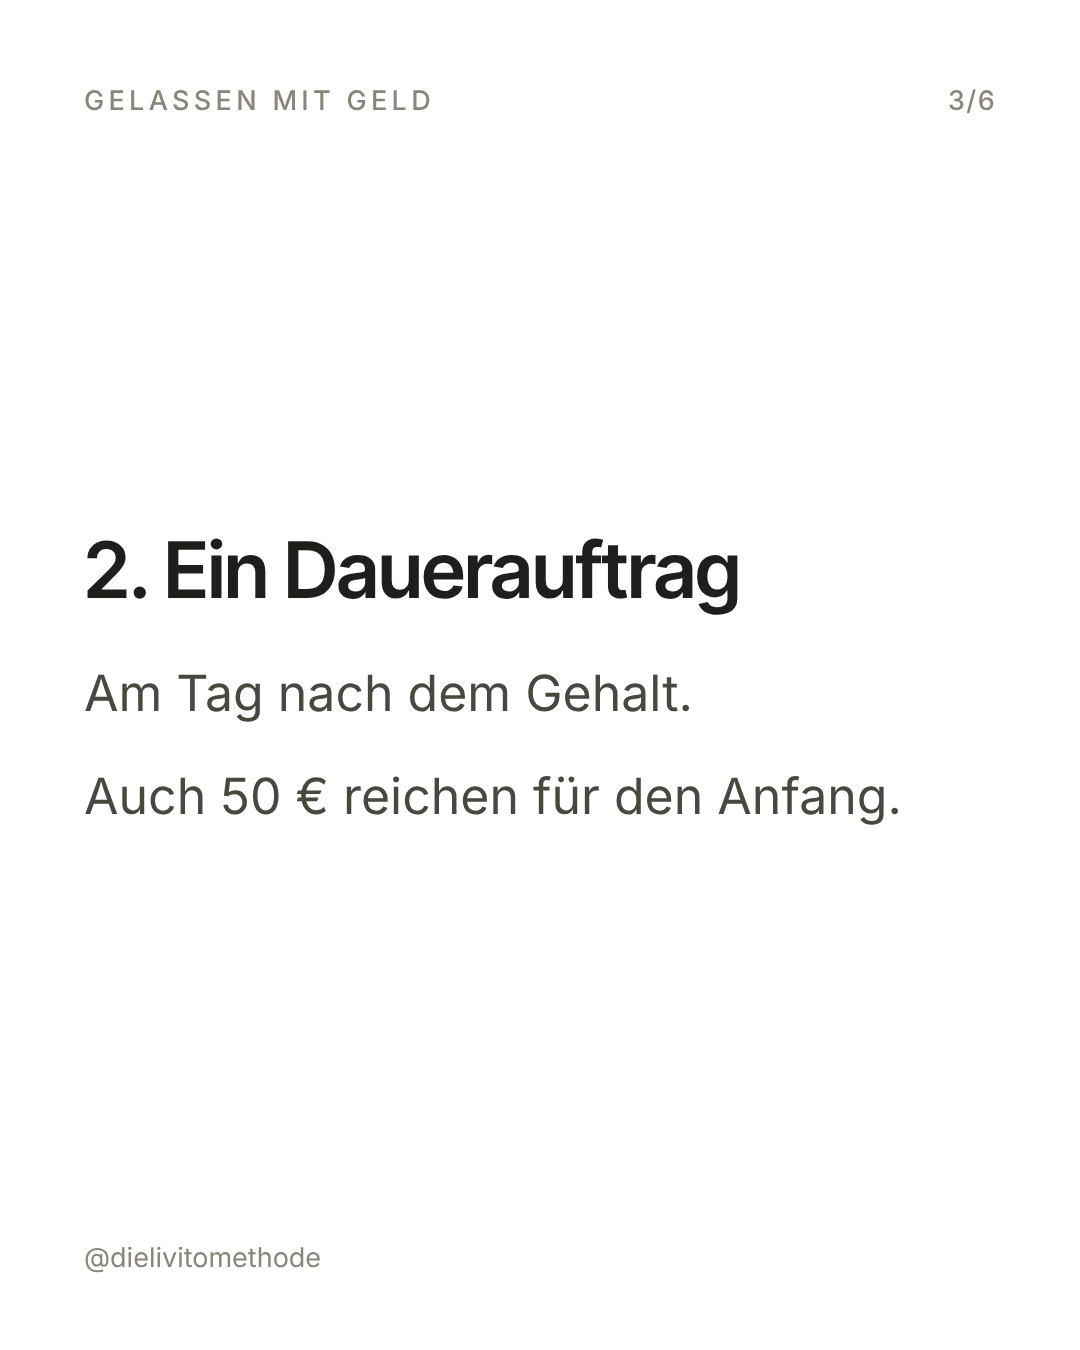 GELASSEN MIT GELD
3/6
2. Ein Dauerauftrag
Am Tag nach dem Gehalt.
Auch 50 € reichen für den Anfang.
@dielivitomethode